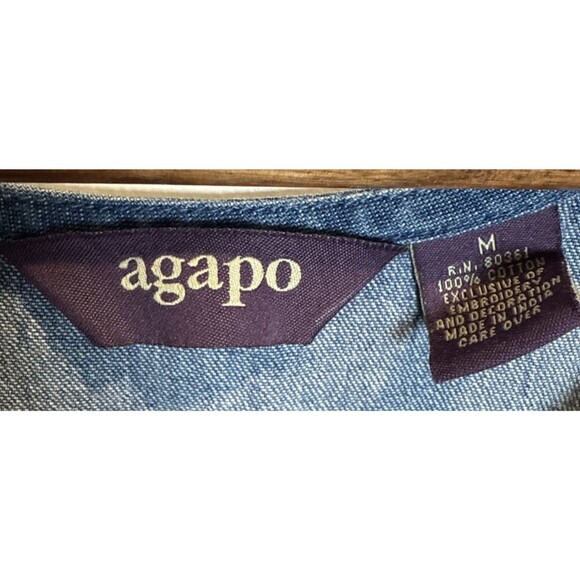 agapo
M
R.N. 80361
100% COTTON
EXCLUSIVE OF
EMBROIDERY
AND DECORATION
MADE IN INDIA
CARE OVER